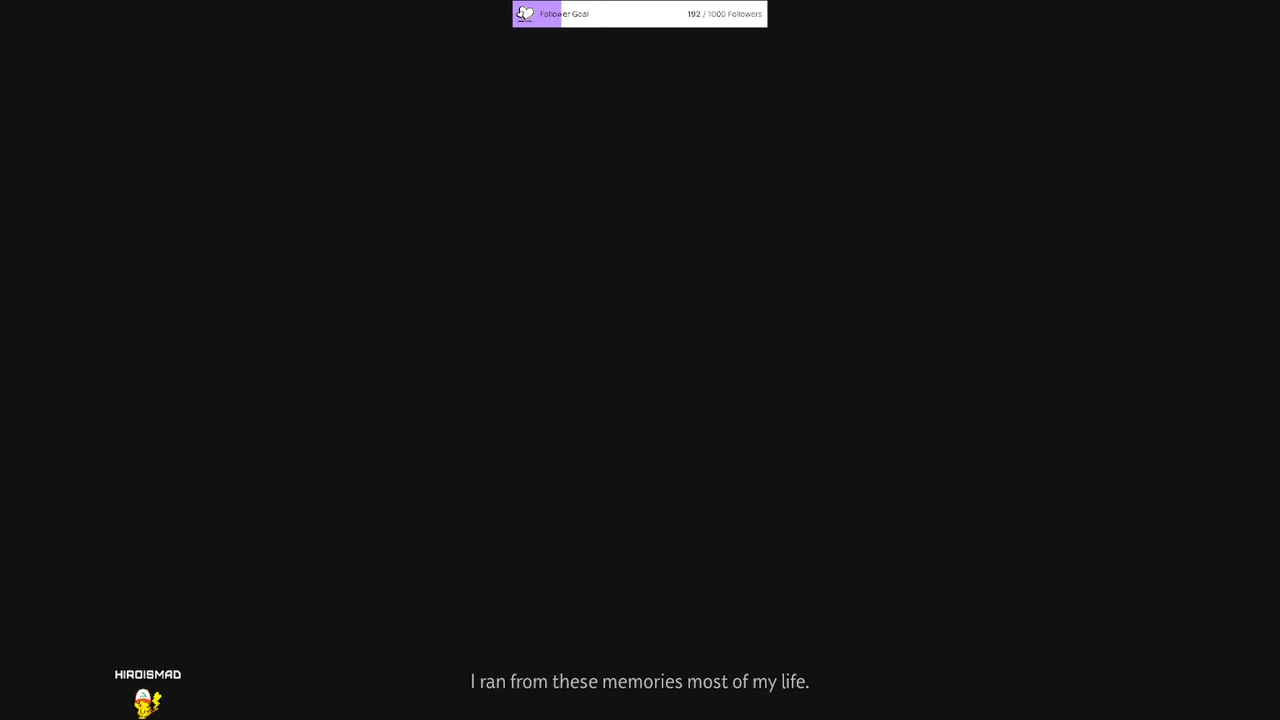 Follower Goal 192 / 1000 Followers
HIROISMAD
I ran from these memories most of my life.